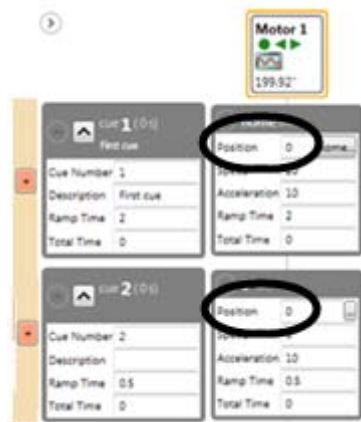 Motor 1
199.92"
cue 1 (0 s)
First cue
Cue Number 1
Description First cue
Ramp Time 2
Total Time 0
Position 0
Acceleration 10
Ramp Time 2
Total Time 0
cue 2 (0 s)
Cue Number 2
Description
Ramp Time 0.5
Total Time 0
Position 0
Acceleration 10
Ramp Time 0.5
Total Time 0